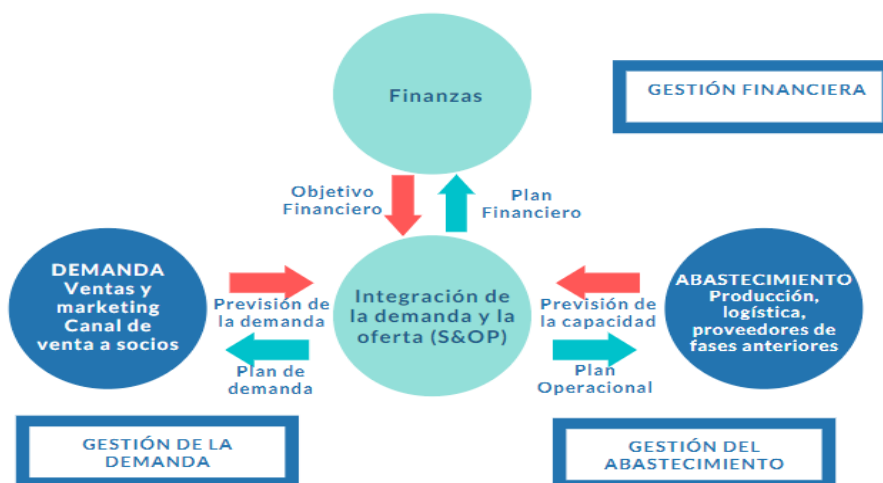 Finanzas
GESTIÓN FINANCIERA
Objetivo
Financiero
Plan
Financiero
DEMANDA
Ventas y
marketing
Canal de
venta a socios
Previsión de
la demanda
Plan de
demanda
Integración de
la demanda y la
oferta (S&OP)
Previsión de
la capacidad
Plan
Operacional
ABASTECIMIENTO
Producción,
logística,
proveedores de
fases anteriores
GESTIÓN DE LA
DEMANDA
GESTIÓN DEL
ABASTECIMIENTO